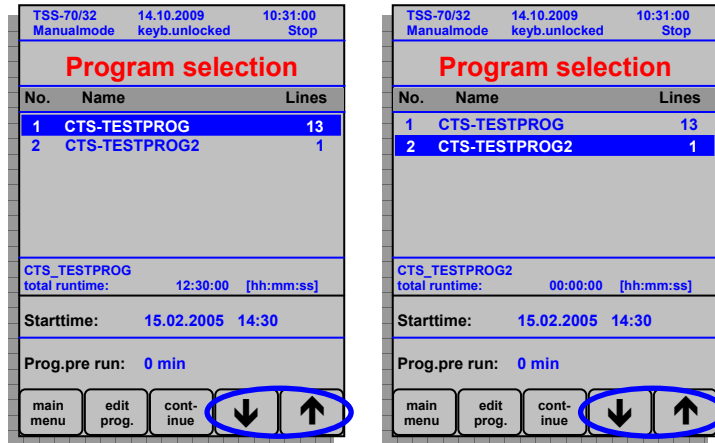 TSS-70/32 14.10.2009 10:31:00
Manualmode keyb.unlocked Stop
Program selection
No. Name Lines
1 CTS-TESTPROG 13
2 CTS-TESTPROG2 1
CTS_TESTPROG
total runtime: 12:30:00 [hh:mm:ss]
Starttime: 15.02.2005 14:30
Prog.pre run: 0 min
main menu
edit prog.
cont-
inue
TSS-70/32 14.10.2009 10:31:00
Manualmode keyb.unlocked Stop
Program selection
No. Name Lines
1 CTS-TESTPROG 13
2 CTS-TESTPROG2 1
CTS_TESTPROG2
total runtime: 00:00:00 [hh:mm:ss]
Starttime: 15.02.2005 14:30
Prog.pre run: 0 min
main menu
edit prog.
cont-
inue